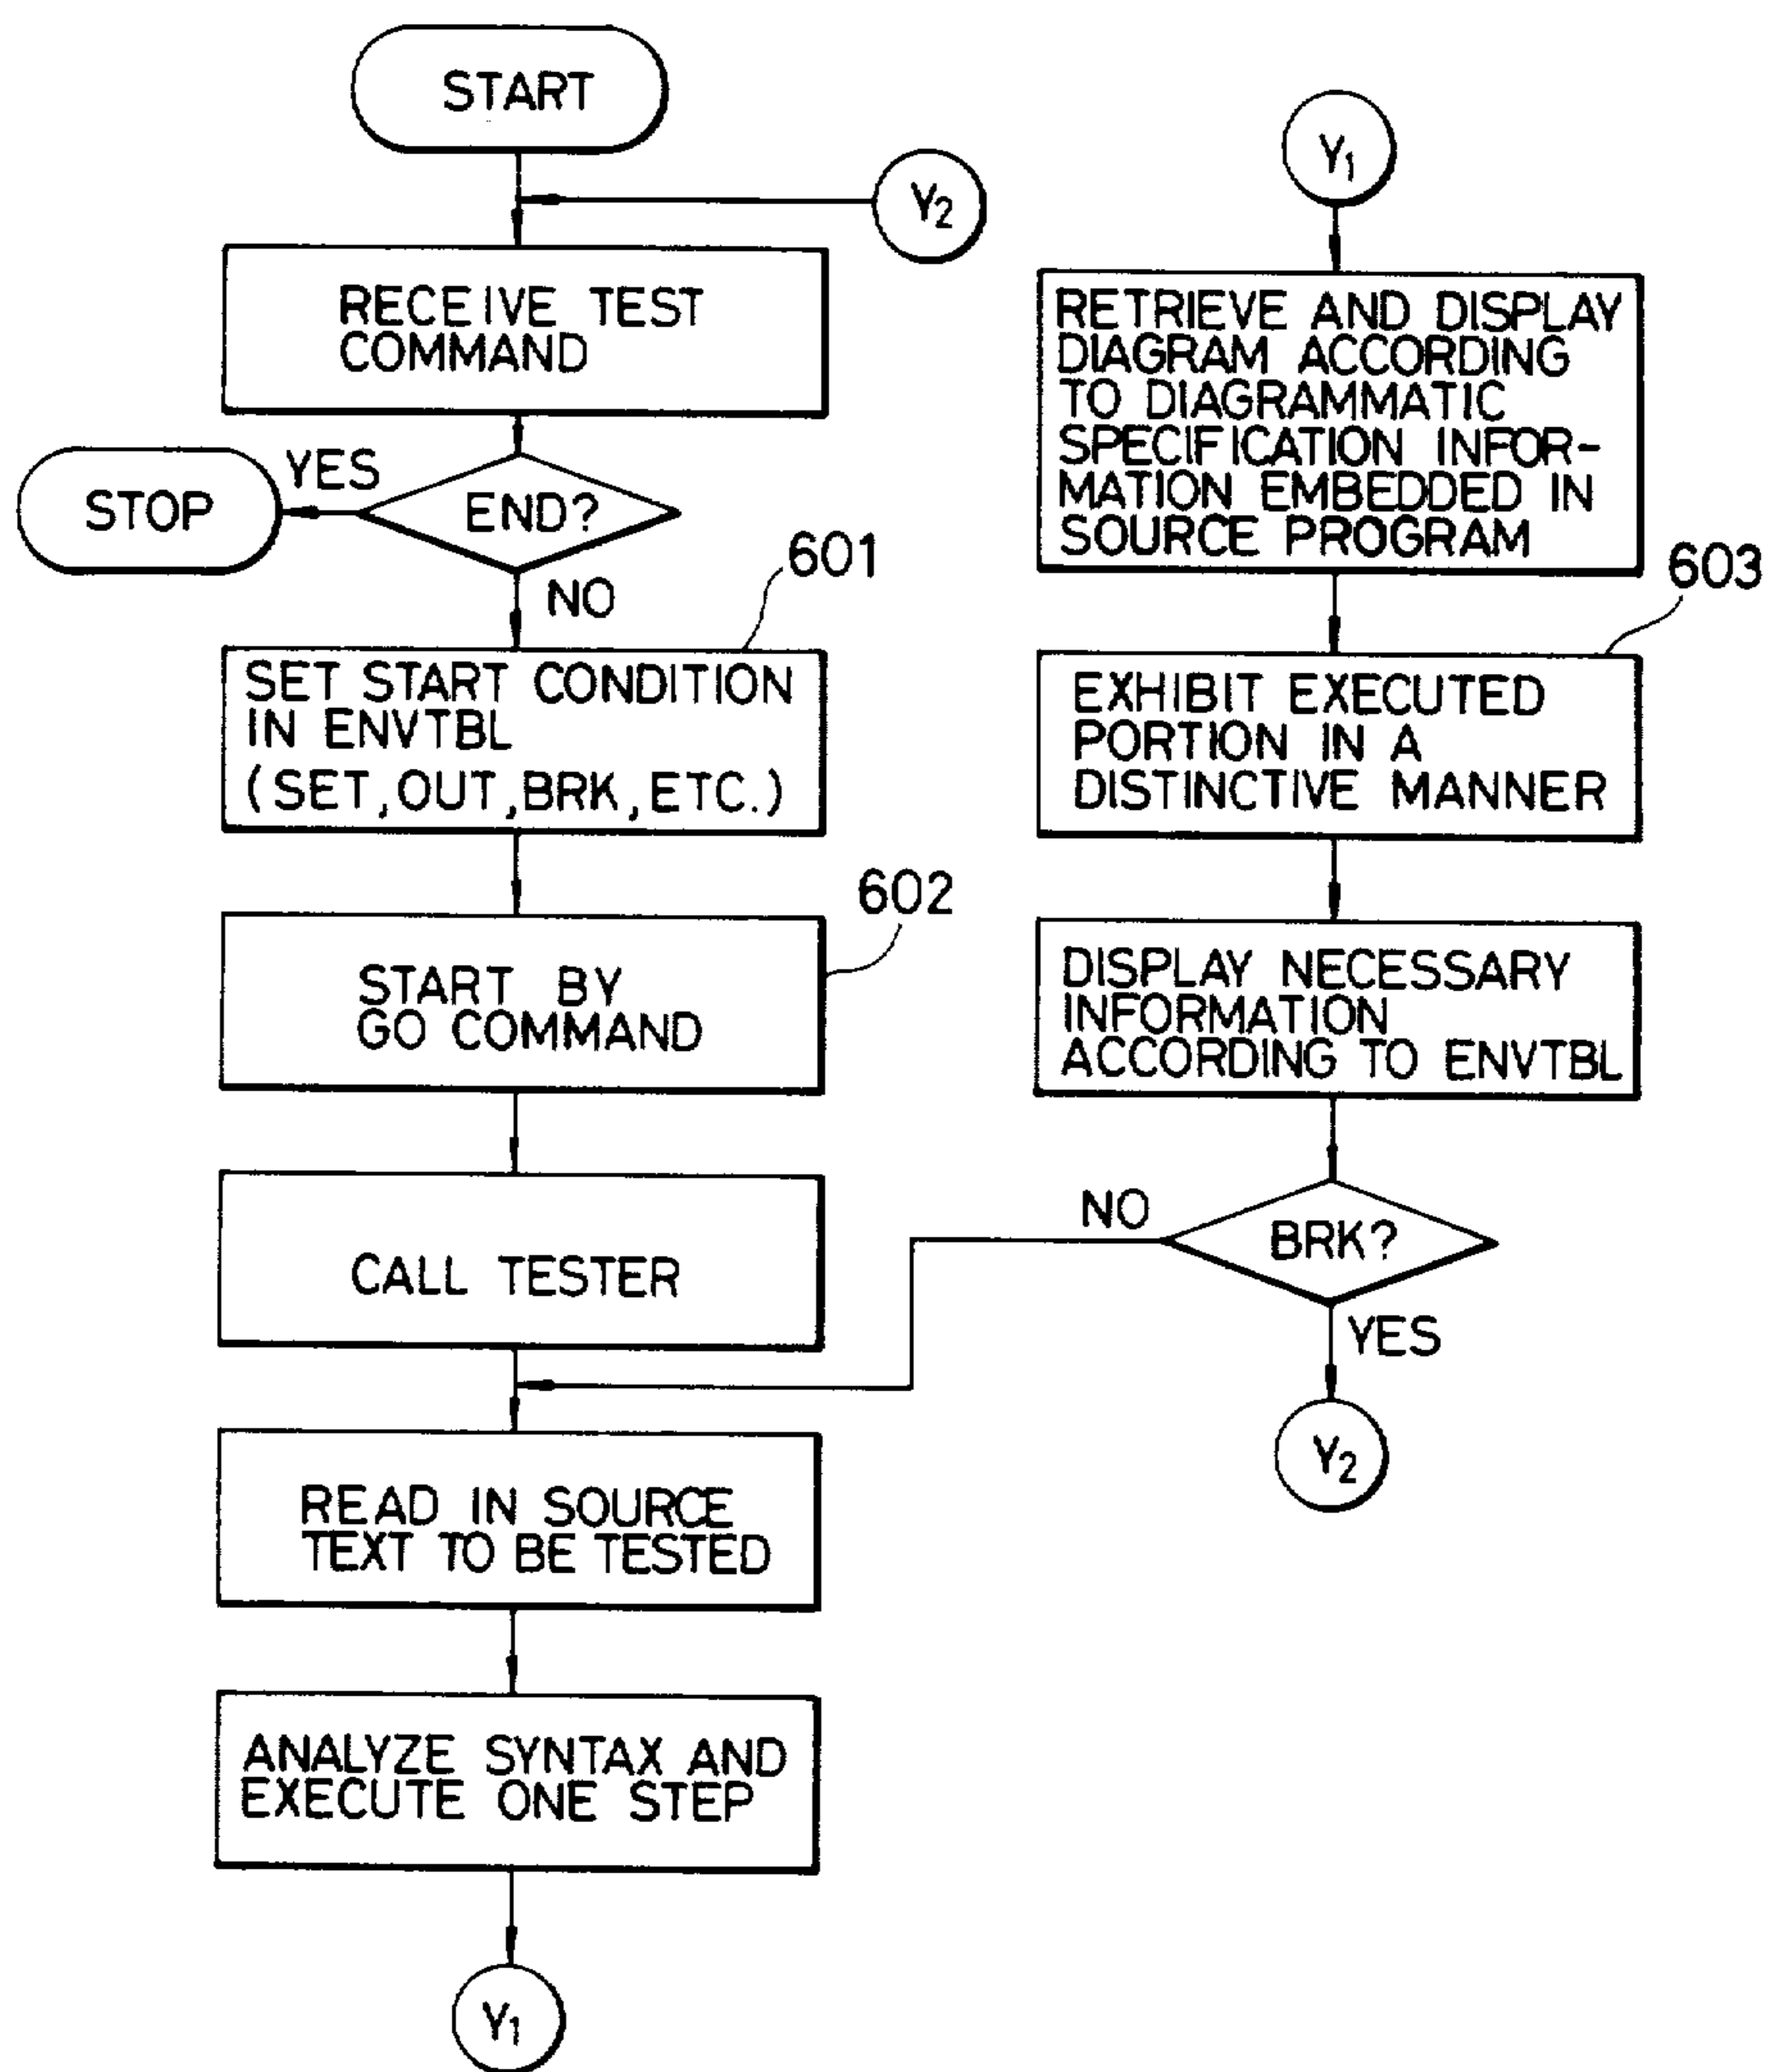 START
Y2
RECEIVE TEST
COMMAND
YES
STOP
END?
601
NO
SET START CONDITION
IN ENVTBL
(SET, OUT, BRK, ETC.)
602
START BY
GO COMMAND
CALL TESTER
READ IN SOURCE
TEXT TO BE TESTED
ANALYZE SYNTAX AND
EXECUTE ONE STEP
Y1
Y1
RETRIEVE AND DISPLAY
DIAGRAM ACCORDING
TO DIAGRAMMATIC
SPECIFICATION INFOR-
MATION EMBEDDED IN
SOURCE PROGRAM
603
EXHIBIT EXECUTED
PORTION IN A
DISTINCTIVE MANNER
DISPLAY NECESSARY
INFORMATION
ACCORDING TO ENVTBL
NO
BRK?
YES
Y2